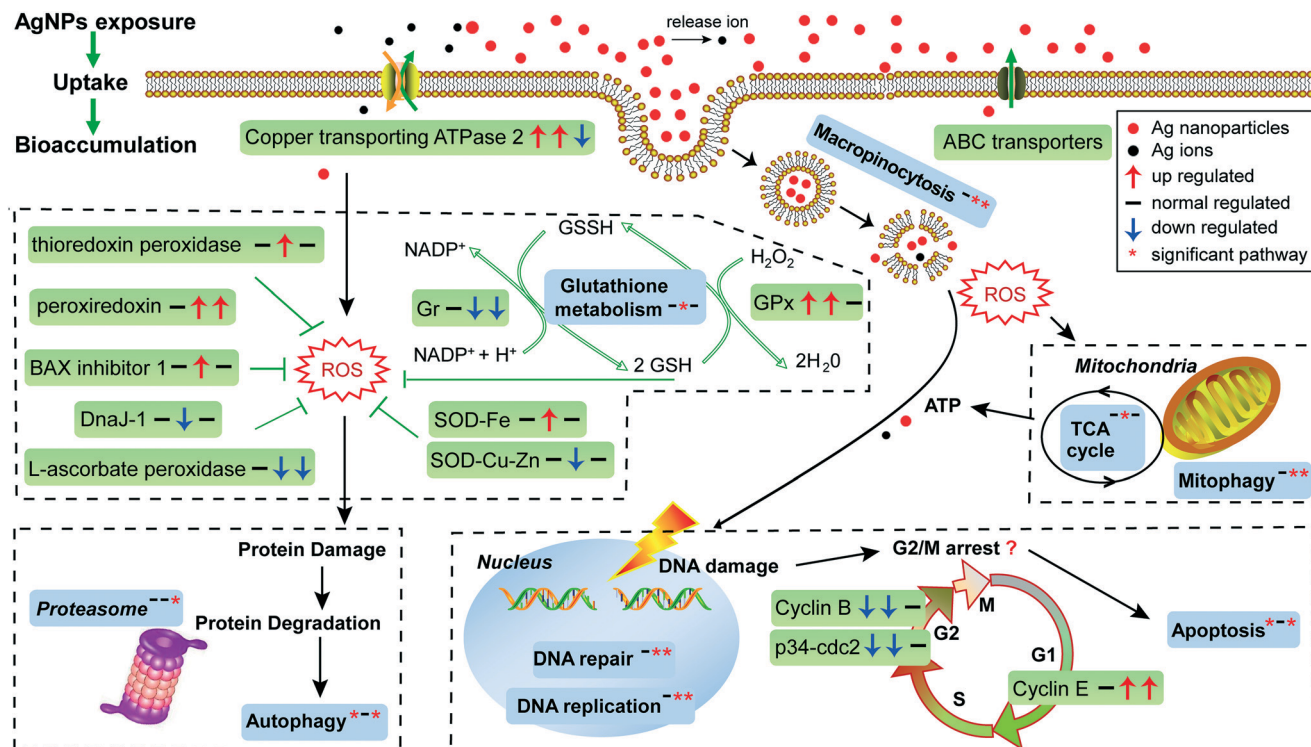 AgNPs exposure
Uptake
Bioaccumulation
release ion
Copper transporting ATPase 2 ↑ ↑ ↓
ABC transporters
Macropinocytosis -**
Ag nanoparticles
Ag ions
↑ up regulated
− normal regulated
↓ down regulated
* significant pathway
thioredoxin peroxidase − ↑ −
peroxiredoxin − ↑ ↑
BAX inhibitor 1 − ↑ −
DnaJ-1 − ↓ −
L-ascorbate peroxidase − ↓ ↓
ROS
NADP⁺
GSSH
H₂O₂
Gr − ↓ ↓
Glutathione
metabolism -*-
GPx ↑ ↑ −
NADP⁺ + H⁺
2 GSH
2H₂0
SOD-Fe − ↑ −
SOD-Cu-Zn − ↓ −
ROS
Mitochondria
ATP
TCA -*-
cycle
Mitophagy -**
Protein Damage
Proteasome --*
Protein Degradation
Autophagy *-*
Nucleus
DNA damage
DNA repair -**
DNA replication -**
G2/M arrest ?
Cyclin B ↓ ↓ −
p34-cdc2 ↓ ↓ −
M
G2
G1
S
Cyclin E − ↑ ↑
Apoptosis *-*